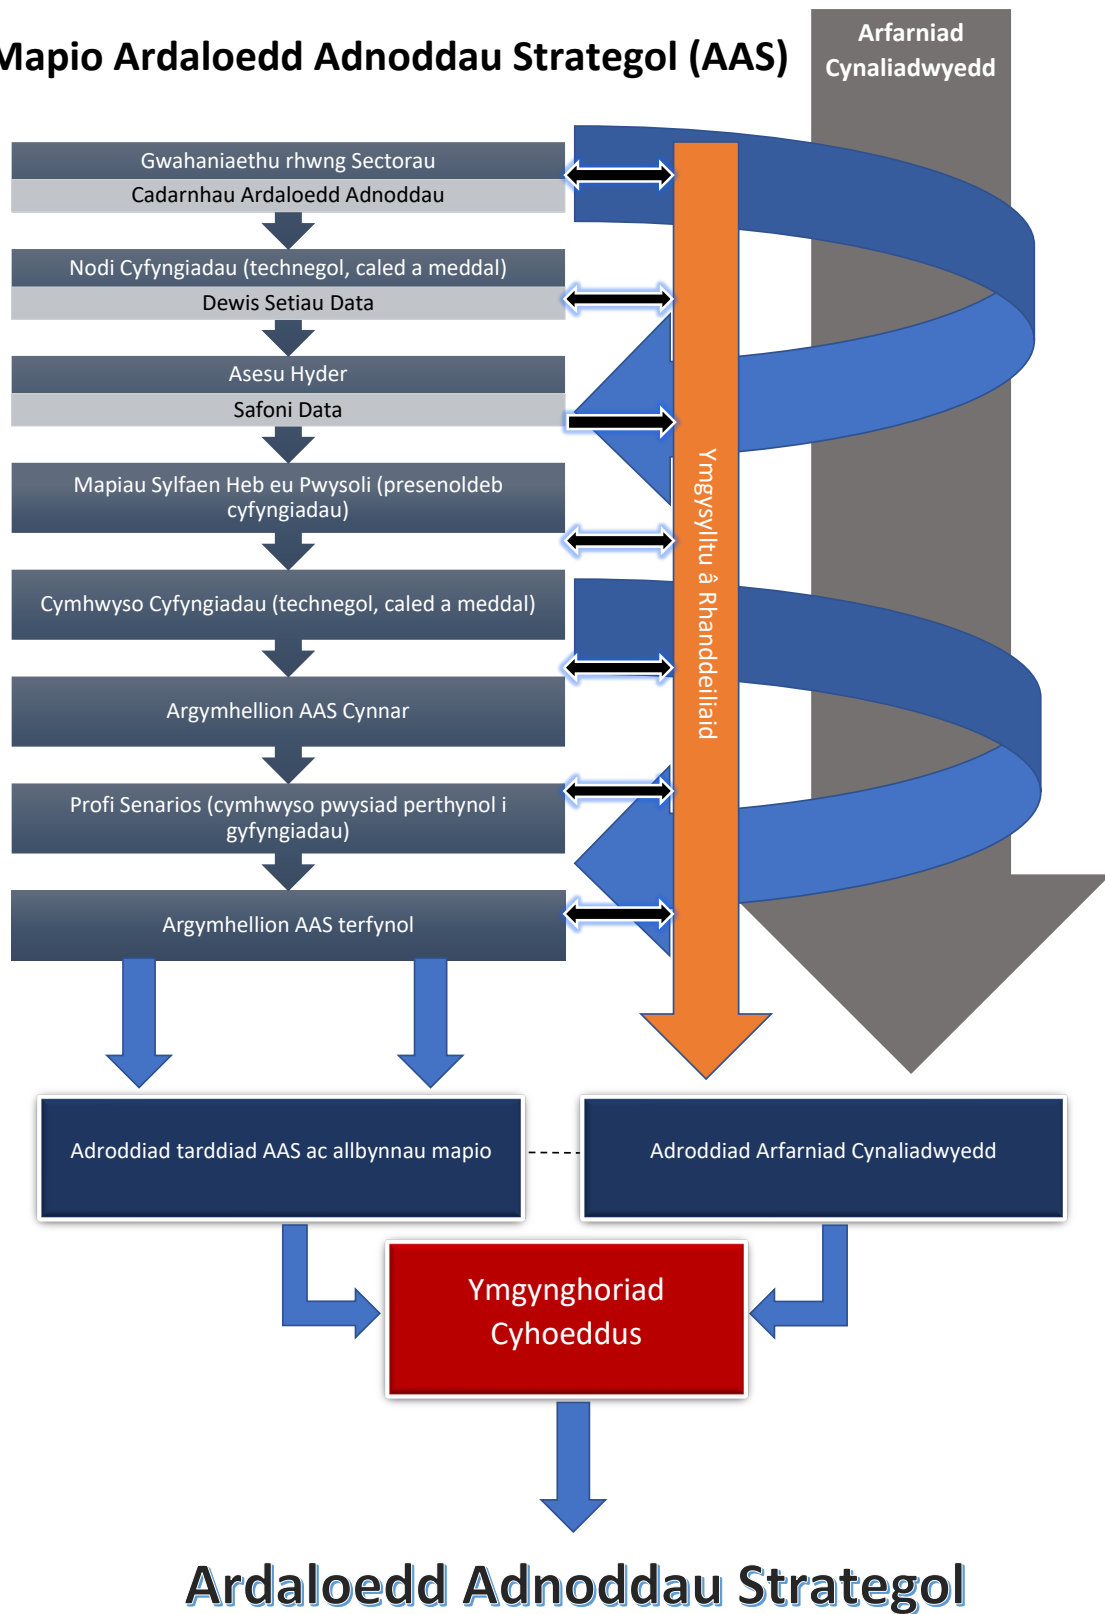 Mapio Ardaloedd Adnoddau Strategol (AAS)
Arfarniad
Cynaliadwyedd
Gwahaniaethu rhwng Sectorau
Cadarnhau Ardaloedd Adnoddau
Nodi Cyfyngiadau (technegol, caled a meddal)
Dewis Setiau Data
Asesu Hyder
Safoni Data
Mapiau Sylfaen Heb eu Pwysoli (presenoldeb
cyfyngiadau)
Cymhwyso Cyfyngiadau (technegol, caled a meddal)
Argymhellion AAS Cynnar
Profi Senarios (cymhwyso pwysiad perthynol i
gyfyngiadau)
Argymhellion AAS terfynol
Ymgysylltu â Rhanddeiliaid
Adroddiad tarddiad AAS ac allbynnau mapio
Adroddiad Arfarniad Cynaliadwyedd
Ymgynghoriad
Cyhoeddus
Ardaloedd Adnoddau Strategol